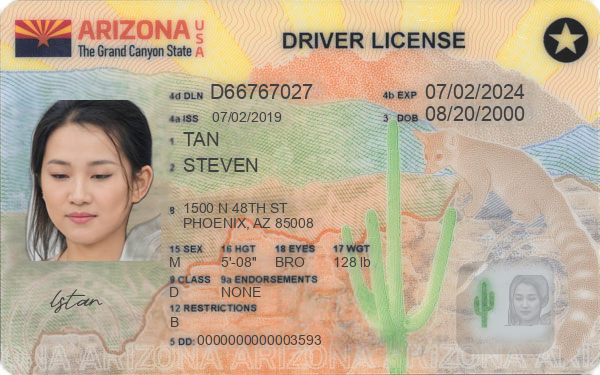 ARIZONA USA
The Grand Canyon State
DRIVER LICENSE
4d DLN D66767027
4b EXP 07/02/2024
4a ISS 07/02/2019
3 DOB 08/20/2000
1 TAN
2 STEVEN
8 1500 N 48TH ST
PHOENIX, AZ 85008
15 SEX 16 HGT 18 EYES 17 WGT
M 5'-08" BRO 128 lb
9 CLASS 9a ENDORSEMENTS
D NONE
12 RESTRICTIONS
B
Istan
5 DD: 0000000000003593
ARIZONA ARIZONA ARIZONA ARIZONA